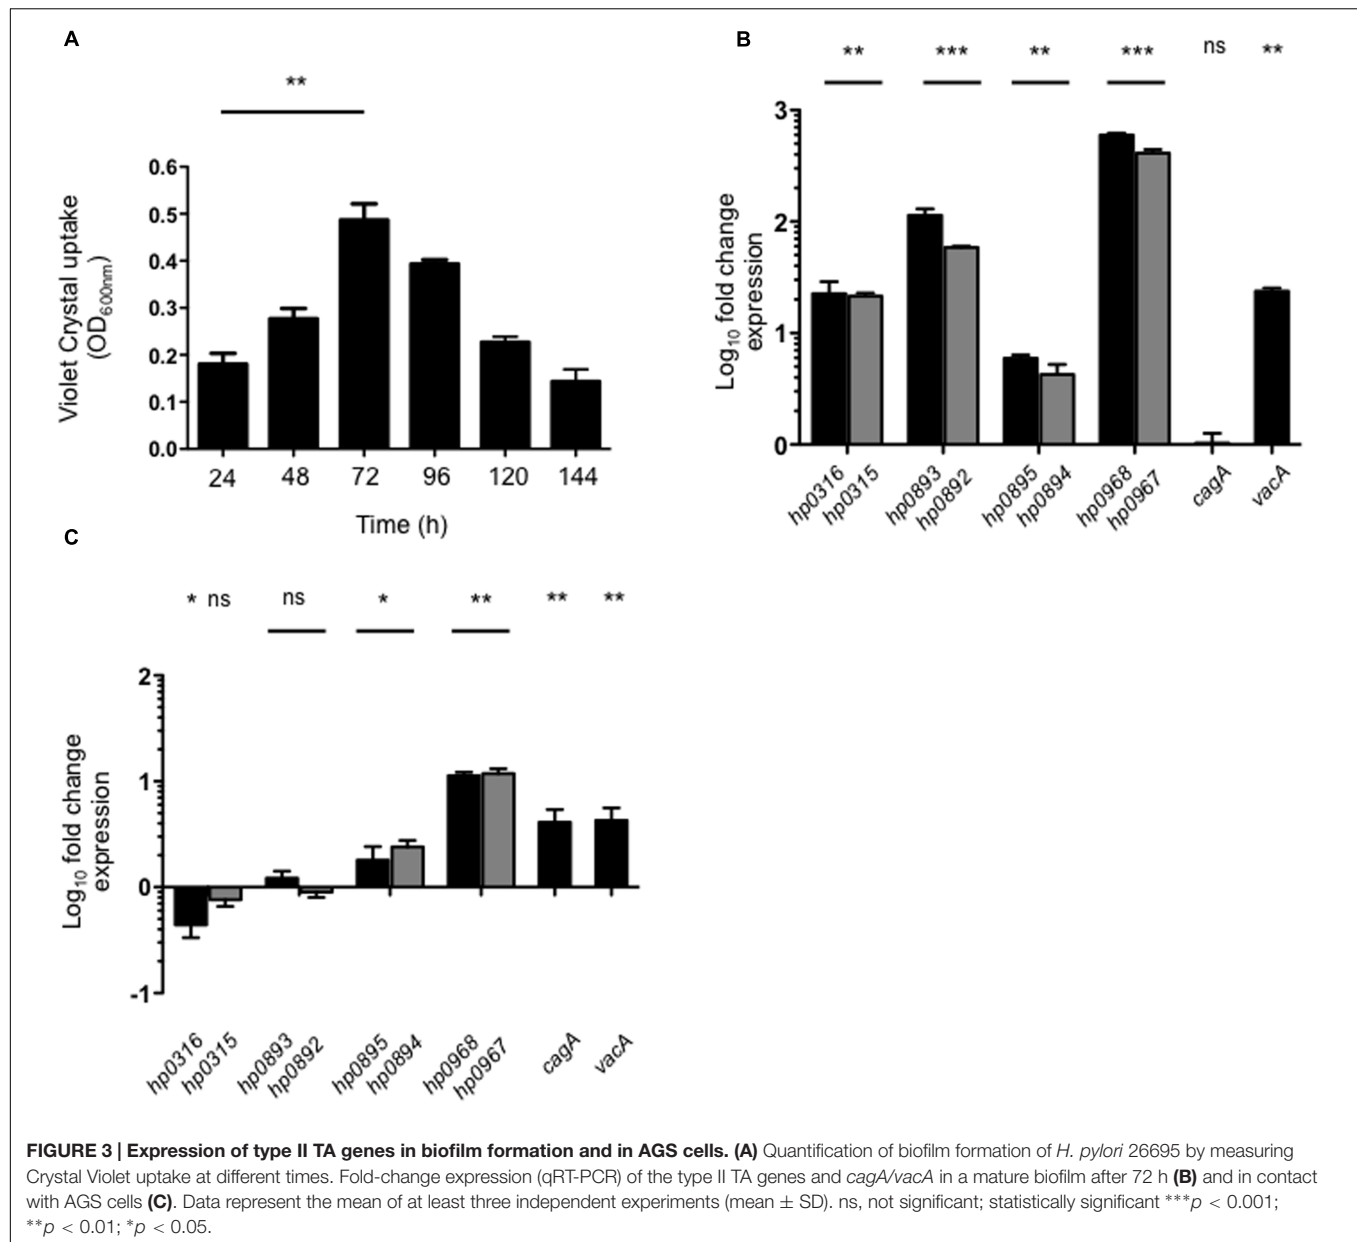 A
**
Violet Crystal uptake
(OD600nm)
0.6
0.5
0.4
0.3
0.2
0.1
0.0
24 48 72 96 120 144
Time (h)
B
** *** ** *** ns **
Log10 fold change
expression
3
2
1
0
hp0316 hp0315 hp0893 hp0892 hp0895 hp0894 hp0968 hp0967 cagA vacA
C
* ns ns * ** ** **
Log10 fold change
expression
2
1
0
-1
hp0316 hp0315 hp0893 hp0892 hp0895 hp0894 hp0968 hp0967 cagA vacA
FIGURE 3 | Expression of type II TA genes in biofilm formation and in AGS cells. (A) Quantification of biofilm formation of H. pylori 26695 by measuring
Crystal Violet uptake at different times. Fold-change expression (qRT-PCR) of the type II TA genes and cagA/vacA in a mature biofilm after 72 h (B) and in contact
with AGS cells (C). Data represent the mean of at least three independent experiments (mean ± SD). ns, not significant; statistically significant ***p < 0.001;
**p < 0.01; *p < 0.05.